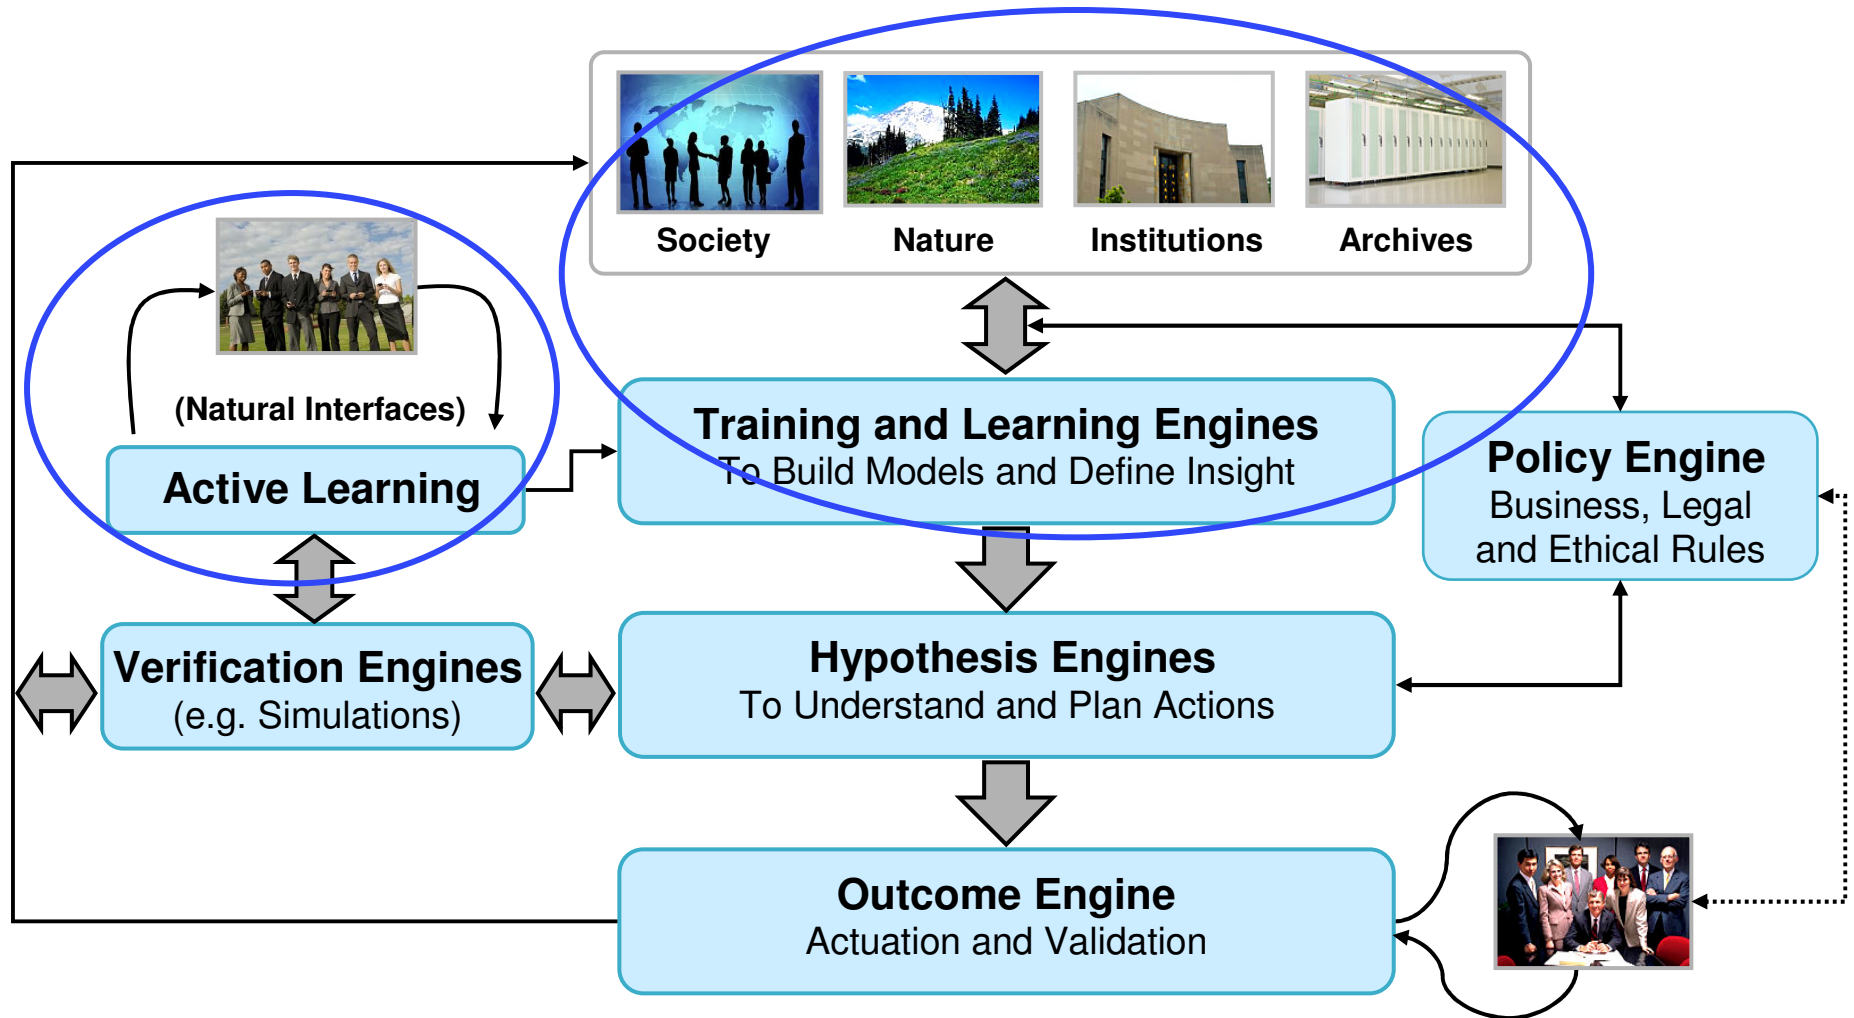 Society
Nature
Institutions
Archives
(Natural Interfaces)
Active Learning
Training and Learning Engines
To Build Models and Define Insight
Policy Engine
Business, Legal
and Ethical Rules
Verification Engines
(e.g. Simulations)
Hypothesis Engines
To Understand and Plan Actions
Outcome Engine
Actuation and Validation